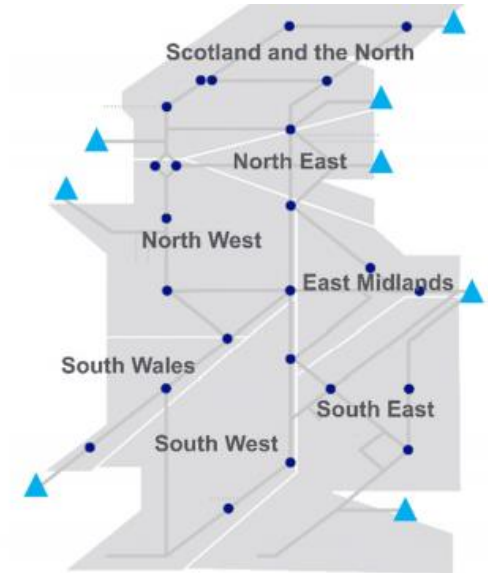 Scotland and the North
North East
North West
East Midlands
South Wales
South East
South West